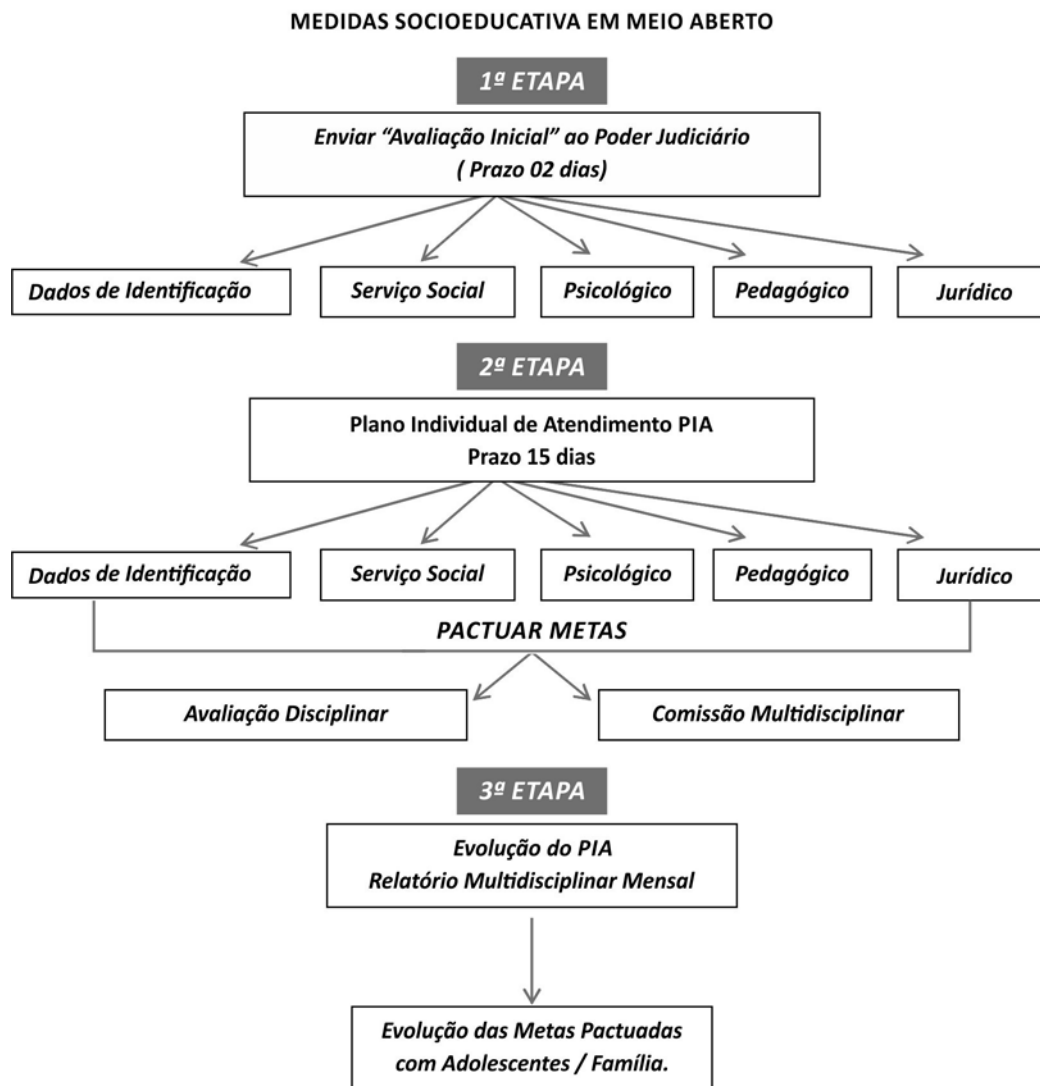 MEDIDAS SOCIOEDUCATIVA EM MEIO ABERTO
1ª ETAPA
Enviar “Avaliação Inicial” ao Poder Judiciário
( Prazo 02 dias)
Dados de Identificação
Serviço Social
Psicológico
Pedagógico
Jurídico
2ª ETAPA
Plano Individual de Atendimento PIA
Prazo 15 dias
Dados de Identificação
Serviço Social
Psicológico
Pedagógico
Jurídico
PACTUAR METAS
Avaliação Disciplinar
Comissão Multidisciplinar
3ª ETAPA
Evolução do PIA
Relatório Multidisciplinar Mensal
Evolução das Metas Pactuadas
com Adolescentes / Família.